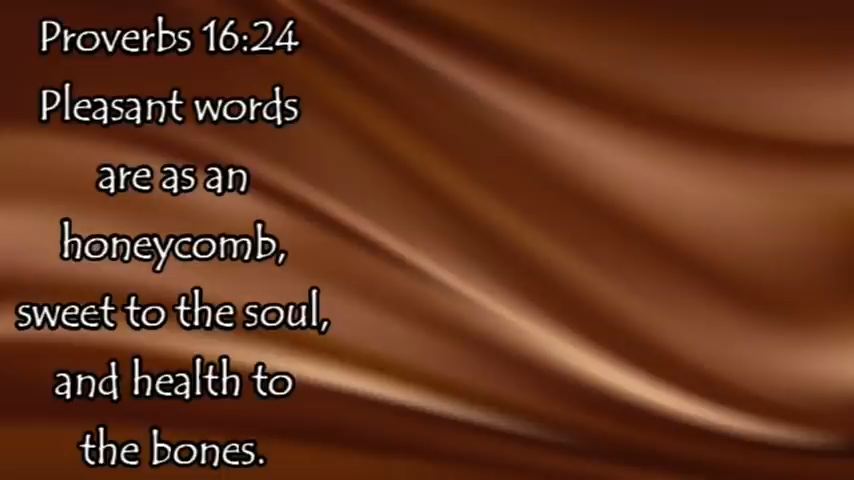 Proverbs 16:24
Pleasant words
are as an
honeycomb,
sweet to the soul,
and health to
the bones.